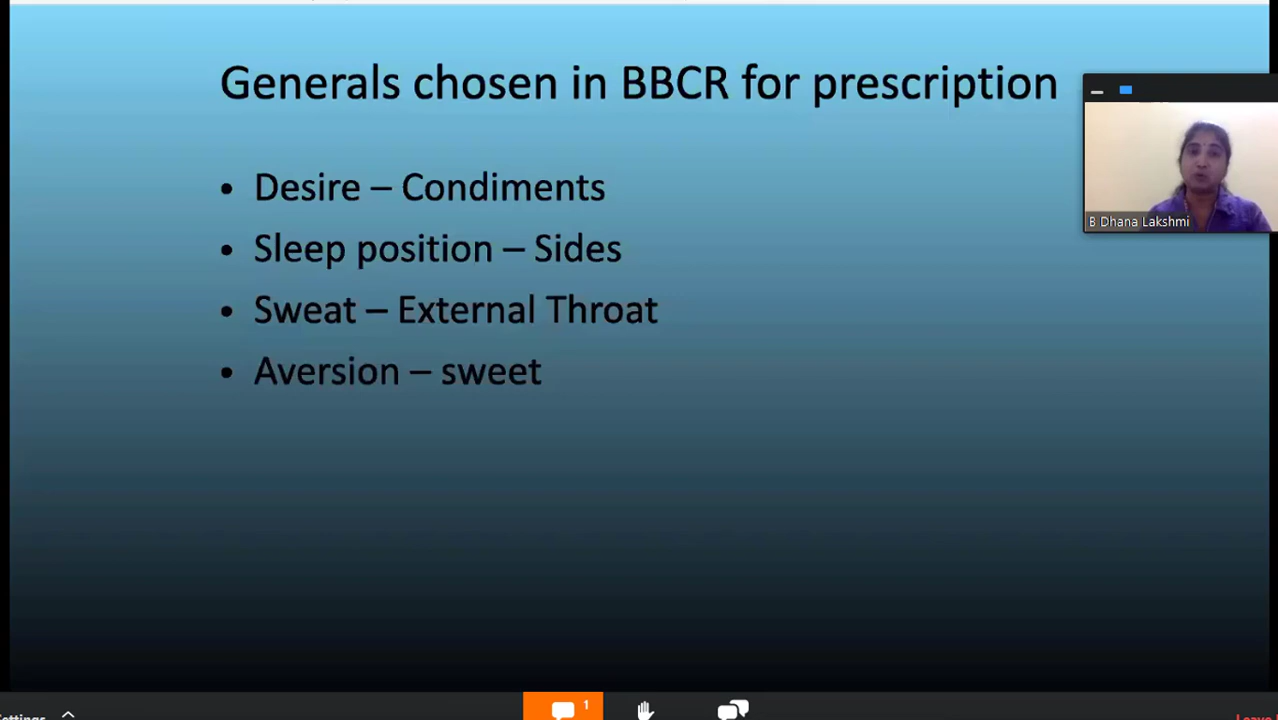 Generals chosen in BBCR for prescription
• Desire – Condiments
• Sleep position – Sides
• Sweat – External Throat
• Aversion – sweet
B Dhana Lakshmi
1